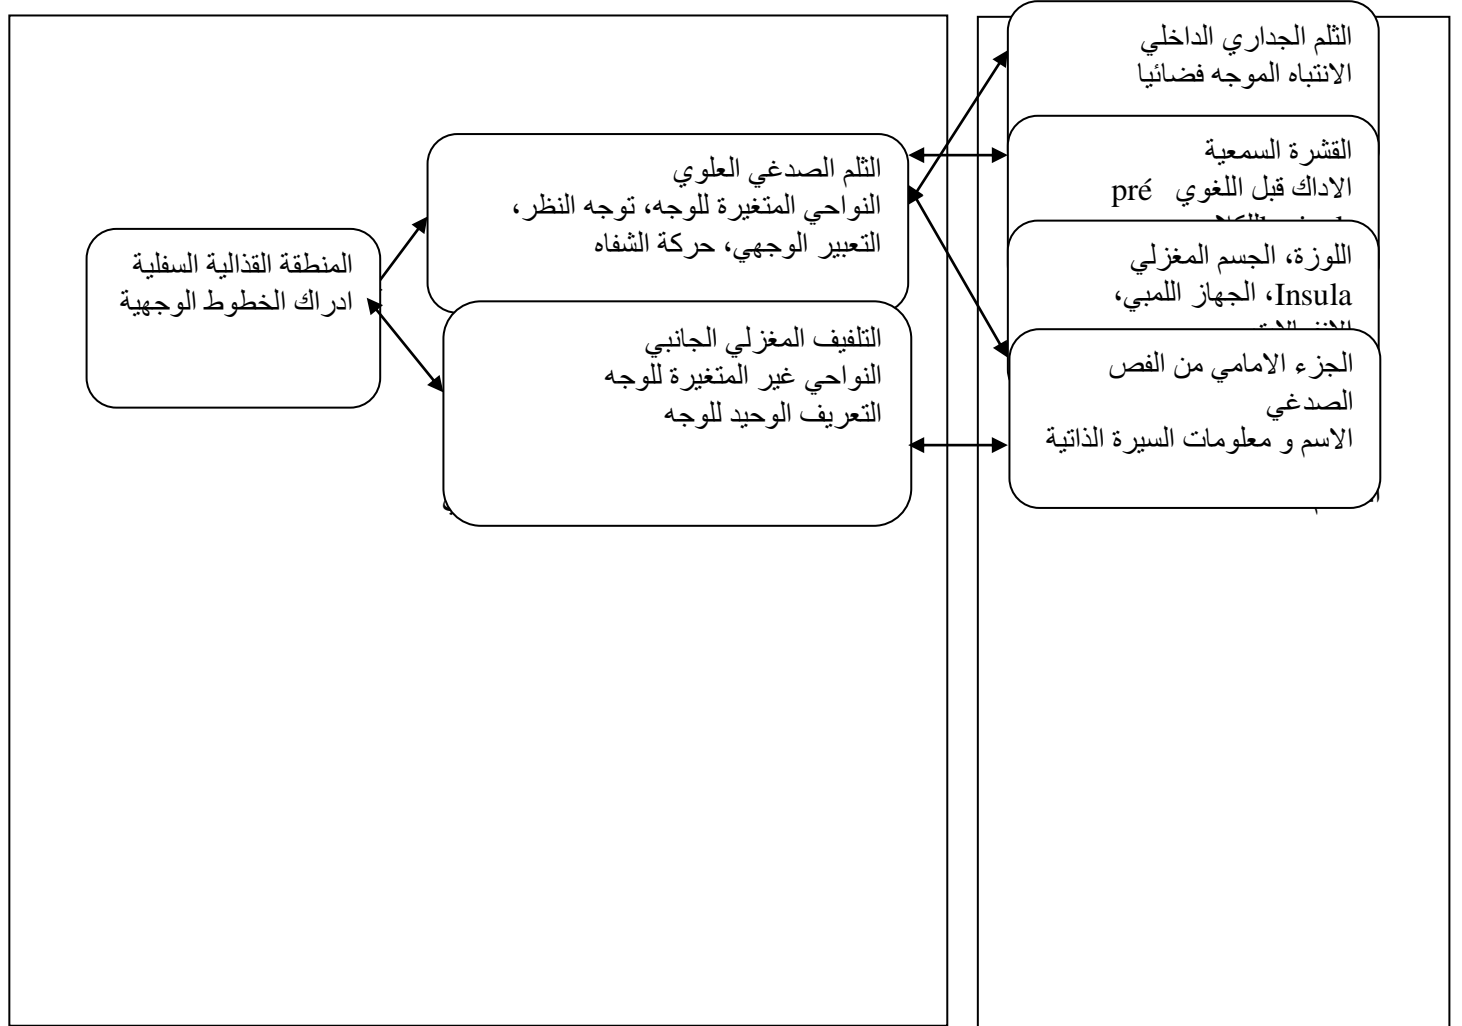 الثلم الجداري الداخلي
الانتباه الموجه فضائيا
القشرة السمعية
الاداك قبل اللغوي pré
اللوزة، الجسم المغزلي
Insula، الجهاز اللمبي،
الجزء الامامي من الفص
الصدغي
الاسم و معلومات السيرة الذاتية
الثلم الصدغي العلوي
النواحي المتغيرة للوجه، توجه النظر،
التعبير الوجهي، حركة الشفاه
التلفيف المغزلي الجانبي
النواحي غير المتغيرة للوجه
التعريف الوحيد للوجه
المنطقة القذالية السفلية
ادراك الخطوط الوجهية